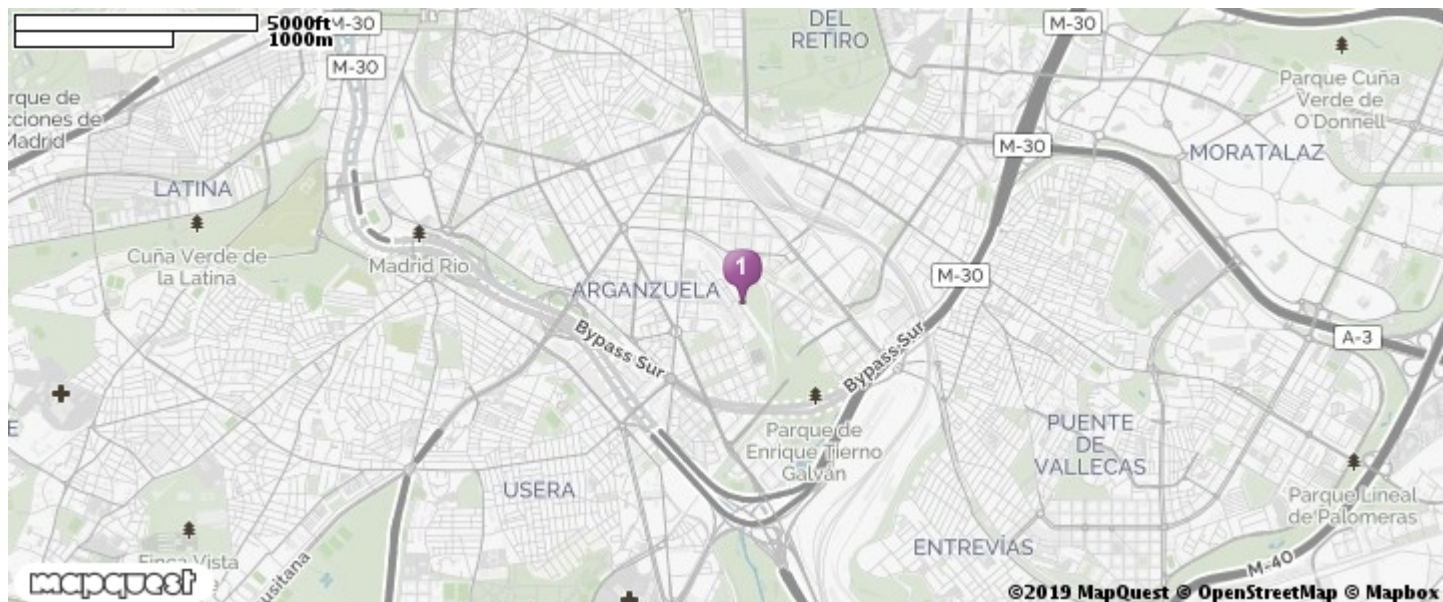 5000ft
1000m
M-30
M-30
DEL
RETIRO
M-30
Parque Cuña
Verde de
O'Donnell
rque de
cciones de
Madrid
M-30
MORATALAZ
LATINA
Cuña Verde de
la Latina
Madrid Rio
1
ARGANZUELA
M-30
Bypass Sur
Bypass Sur
A-3
E
Parque de
Enrique Tierno
Galván
PUENTE
DE
VALLECAS
USERA
Parque Lineal
de Palomeras
ENTREVÍAS
Finca Vista
usitana
M-40
mapquest
©2019 MapQuest © OpenStreetMap © Mapbox